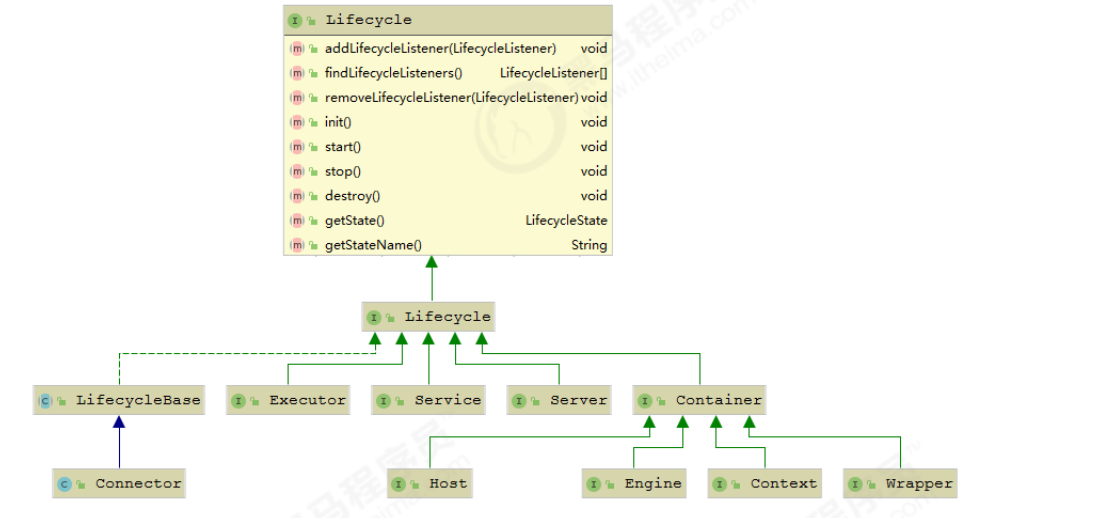 Lifecycle
addLifecycleListener(LifecycleListener) void
findLifecycleListeners() LifecycleListener[]
removeLifecycleListener(LifecycleListener) void
init() void
start() void
stop() void
destroy() void
getState() LifecycleState
getStateName() String
Lifecycle
LifecycleBase Executor Service Server Container
Connector Host Engine Context Wrapper